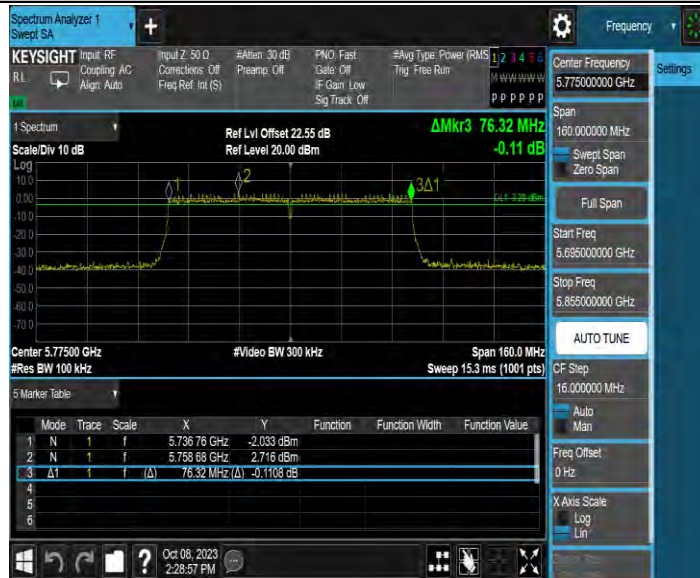 Spectrum Analyzer 1
Swept SA
Frequency
KEYSIGHT
RL
Input: RF
Coupling: AC
Align: Auto
Input Z: 50 Ω
Corrections: Off
Freq Ref: Int (S)
#Atten: 30 dB
Preamp: Off
PNO: Fast
Gate: Off
IF Gain: Low
Sig Track: Off
#Avg Type: Power (RMS
Trig: Free Run
1 2 3 4 5 6
M W W W W W
P P P P P P
1 Spectrum
Scale/Div 10 dB
Ref Lvl Offset 22.55 dB
Ref Level 20.00 dBm
ΔMkr3 76.32 MHz
-0.11 dB
Log
10.0
0.00
-10.0
-20.0
-30.0
-40.0
-50.0
-60.0
-70.0
1
2
3Δ1
DL1 -3.28 dBm
Center 5.77500 GHz
#Res BW 100 kHz
#Video BW 300 kHz
Span 160.0 MHz
Sweep 15.3 ms (1001 pts)
5 Marker Table
Mode Trace Scale X Y Function Function Width Function Value
1 N 1 f 5.736 76 GHz -2.033 dBm
2 N 1 f 5.758 68 GHz 2.716 dBm
3 Δ1 1 f (Δ) 76.32 MHz (Δ) -0.1108 dB
4
5
6
Oct 08, 2023
2:28:57 PM
Center Frequency
5.775000000 GHz
Settings
Span
160.000000 MHz
Swept Span
Zero Span
Full Span
Start Freq
5.695000000 GHz
Stop Freq
5.855000000 GHz
AUTO TUNE
CF Step
16.000000 MHz
Auto
Man
Freq Offset
0 Hz
X Axis Scale
Log
Lin